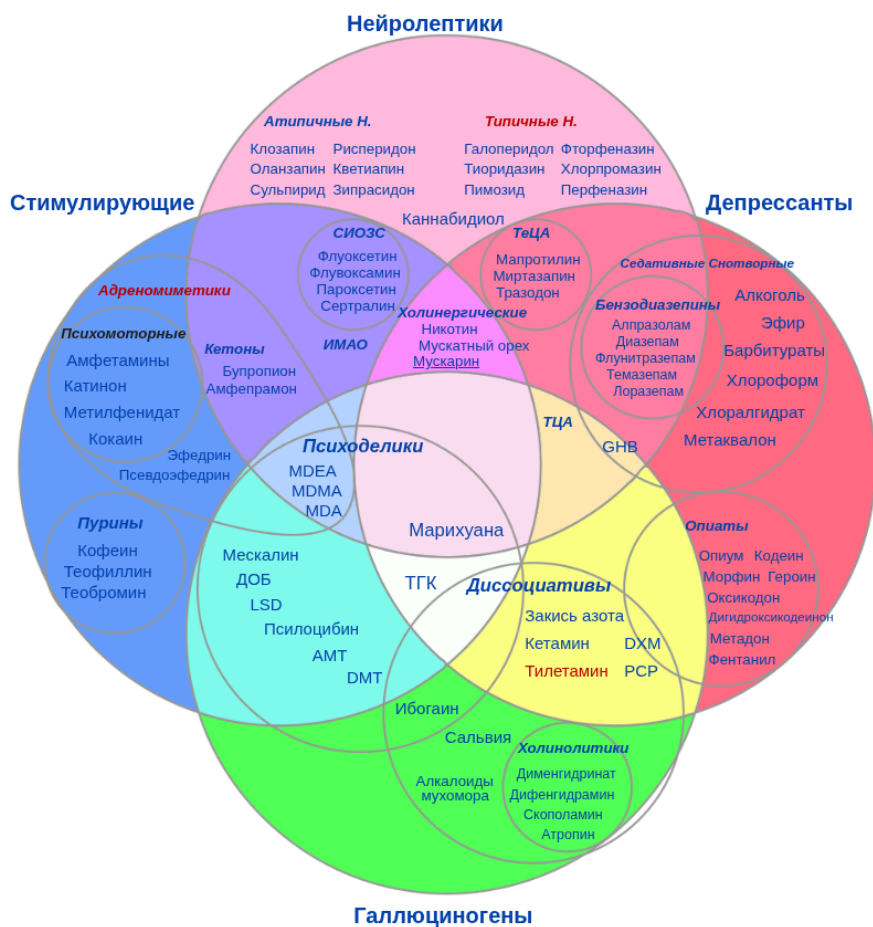 Нейролептики
Атипичные Н.
Типичные Н.
Клозапин Рисперидон
Оланзапин Кветиапин
Сульпирид Зипрасидон
Галоперидол Фторфеназин
Тиоридазин Хлорпромазин
Пимозид Перфеназин
Каннабидиол
Стимулирующие
Депрессанты
СИОЗС
Флуоксетин
Флувоксамин
Пароксетин
Сертралин
ТеЦА
Мапротилин
Миртазапин
Тразодон
Седативные Снотворные
Бензодиазепины
Алпразолам
Диазепам
Флунитразепам
Темазепам
Лоразепам
Алкоголь
Эфир
Барбитураты
Хлороформ
Хлоралгидрат
Метаквалон
Адреномиметики
Психомоторные
Амфетамины
Катинон
Метилфенидат
Кокаин
Эфедрин
Псевдоэфедрин
Кетоны
Бупропион
Амфепрамон
ИМАО
Холинергические
Никотин
Мускатный орех
Мускарин
ТЦА
GHB
Психоделики
MDEA
MDMA
MDA
Марихуана
Пурины
Кофеин
Теофиллин
Теобромин
Мескалин
ДОБ
LSD
Псилоцибин
АМТ
DMT
ТГК
Диссоциативы
Закись азота
Кетамин DXM
Тилетамин PCP
Опиаты
Опиум Кодеин
Морфин Героин
Оксикодон
Дигидроксикодеинон
Метадон
Фентанил
Ибогаин
Сальвия
Алкалоиды
мухомора
Холинолитики
Дименгидринат
Дифенгидрамин
Скополамин
Атропин
Галлюциногены